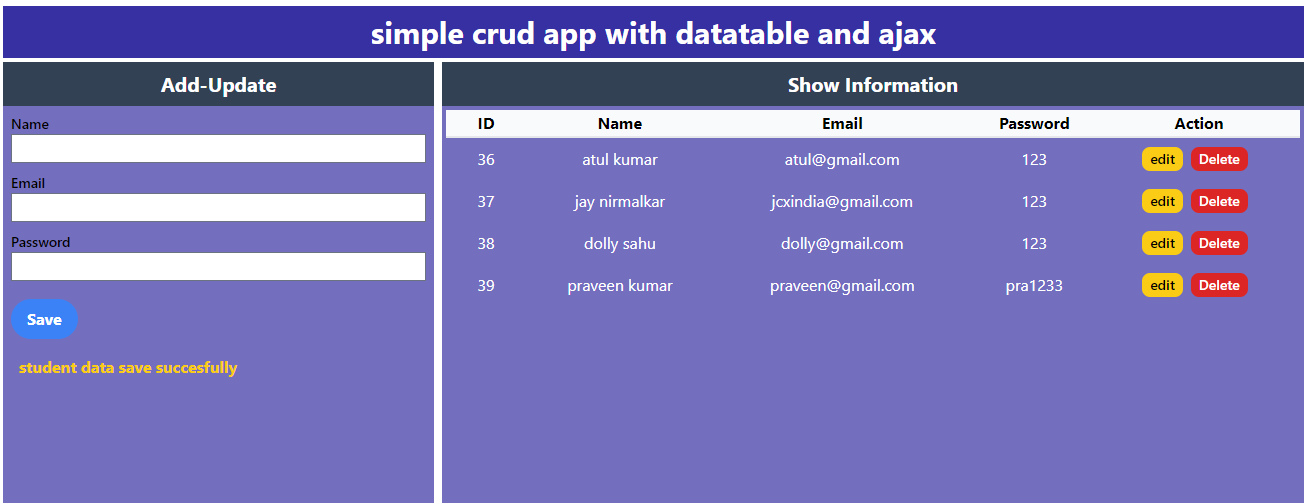 simple crud app with datatable and ajax
Add-Update
Name
Email
Password
Save
student data save succesfully
Show Information
ID Name Email Password Action
36 atul kumar atul@gmail.com 123 edit Delete
37 jay nirmalkar jcxindia@gmail.com 123 edit Delete
38 dolly sahu dolly@gmail.com 123 edit Delete
39 praveen kumar praveen@gmail.com pra1233 edit Delete